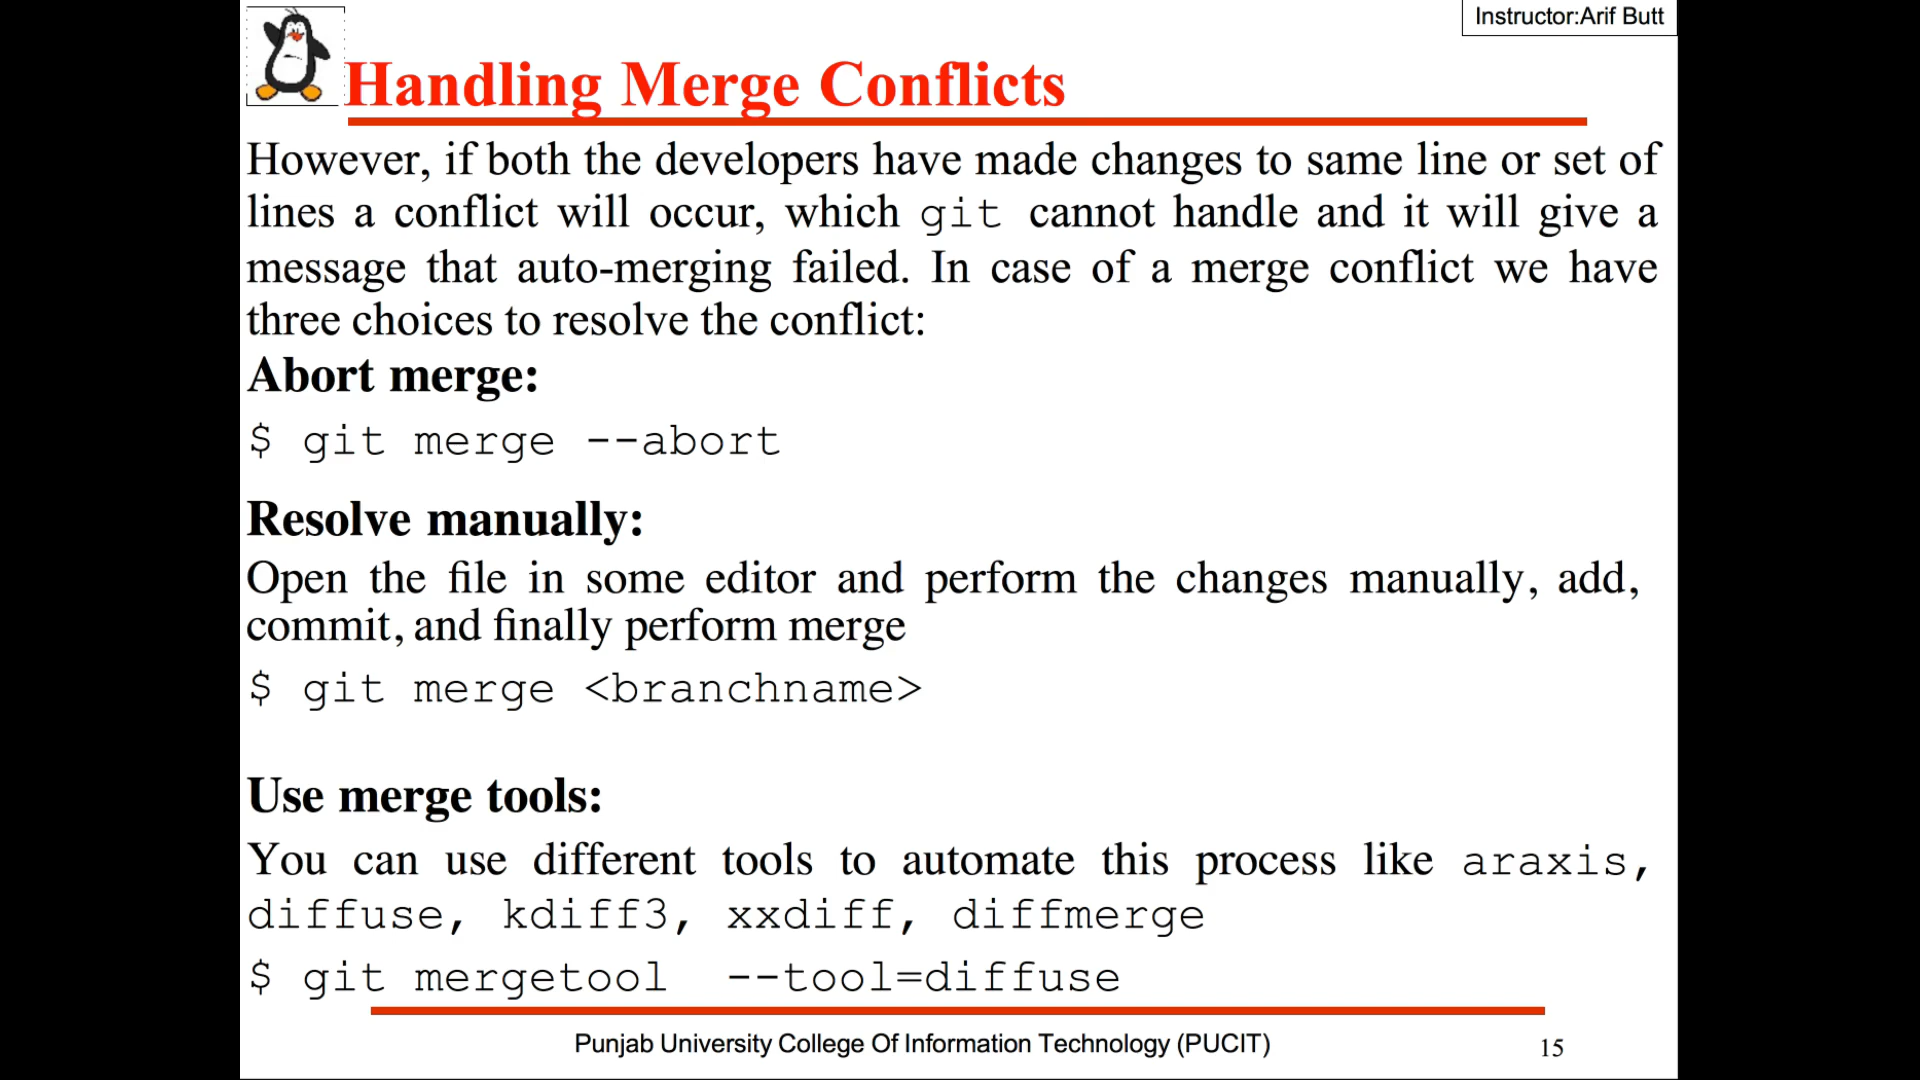 Instructor:Arif Butt
Handling Merge Conflicts
However, if both the developers have made changes to same line or set of
lines a conflict will occur, which git cannot handle and it will give a
message that auto-merging failed. In case of a merge conflict we have
three choices to resolve the conflict:
Abort merge:
$ git merge --abort
Resolve manually:
Open the file in some editor and perform the changes manually, add,
commit, and finally perform merge
$ git merge <branchname>
Use merge tools:
You can use different tools to automate this process like araxis,
diffuse, kdiff3, xxdiff, diffmerge
$ git mergetool --tool=diffuse
Punjab University College Of Information Technology (PUCIT)
15